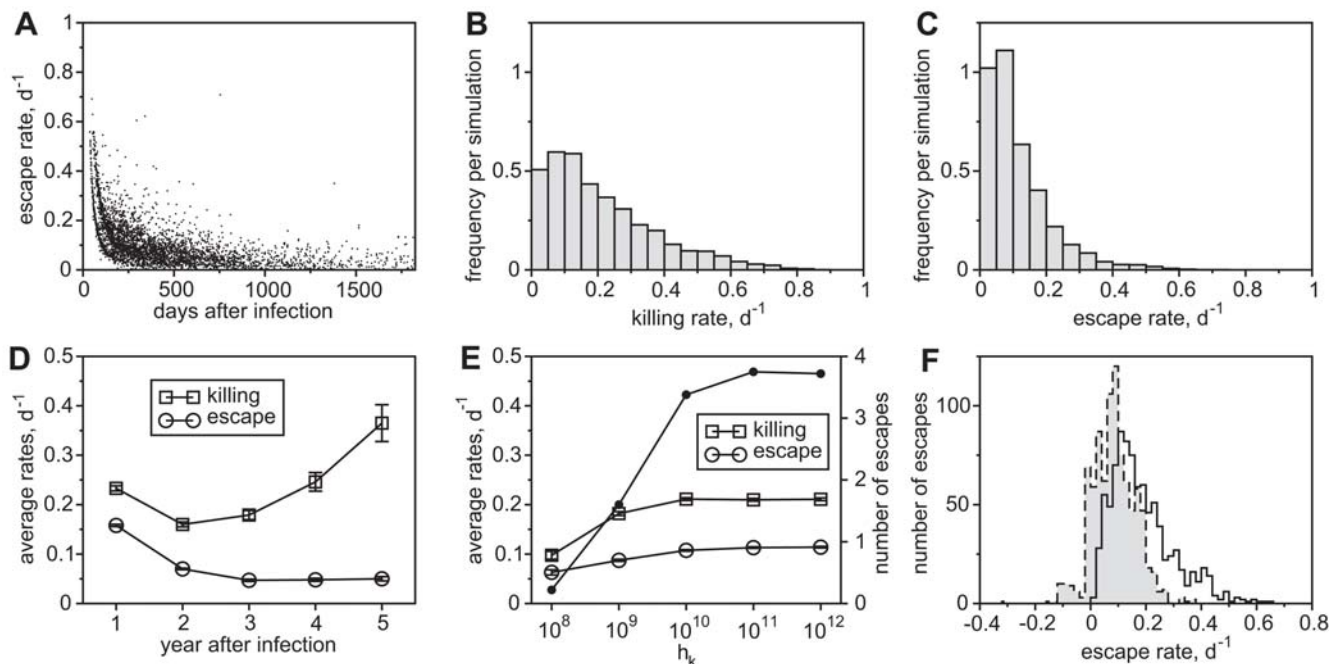 A
escape rate, d⁻¹
1
0.8
0.6
0.4
0.2
0
0 500 1000 1500
days after infection
B
frequency per simulation
1
0.5
0
0 0.2 0.4 0.6 0.8 1
killing rate, d⁻¹
C
frequency per simulation
1
0.5
0
0 0.2 0.4 0.6 0.8 1
escape rate, d⁻¹
D
average rates, d⁻¹
0.5
0.4
0.3
0.2
0.1
0
killing
escape
1 2 3 4 5
year after infection
E
average rates, d⁻¹
0.5
0.4
0.3
0.2
0.1
0
killing
escape
4
3
2
1
0
number of escapes
10⁸ 10⁹ 10¹⁰ 10¹¹ 10¹²
hₖ
F
number of escapes
100
50
0
-0.4 -0.2 0 0.2 0.4 0.6 0.8
escape rate, d⁻¹